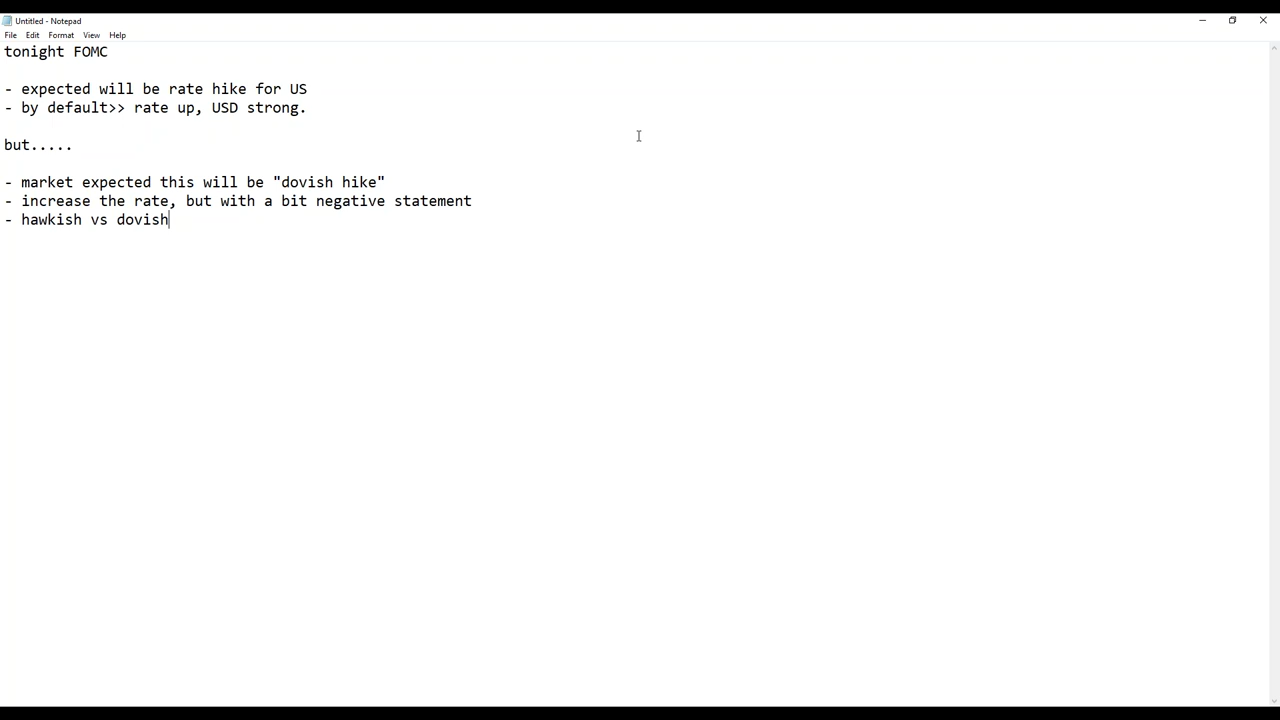 Untitled - Notepad
File Edit Format View Help
tonight FOMC
- expected will be rate hike for US
- by default>> rate up, USD strong.
but.....
- market expected this will be "dovish hike"
- increase the rate, but with a bit negative statement
- hawkish vs dovish